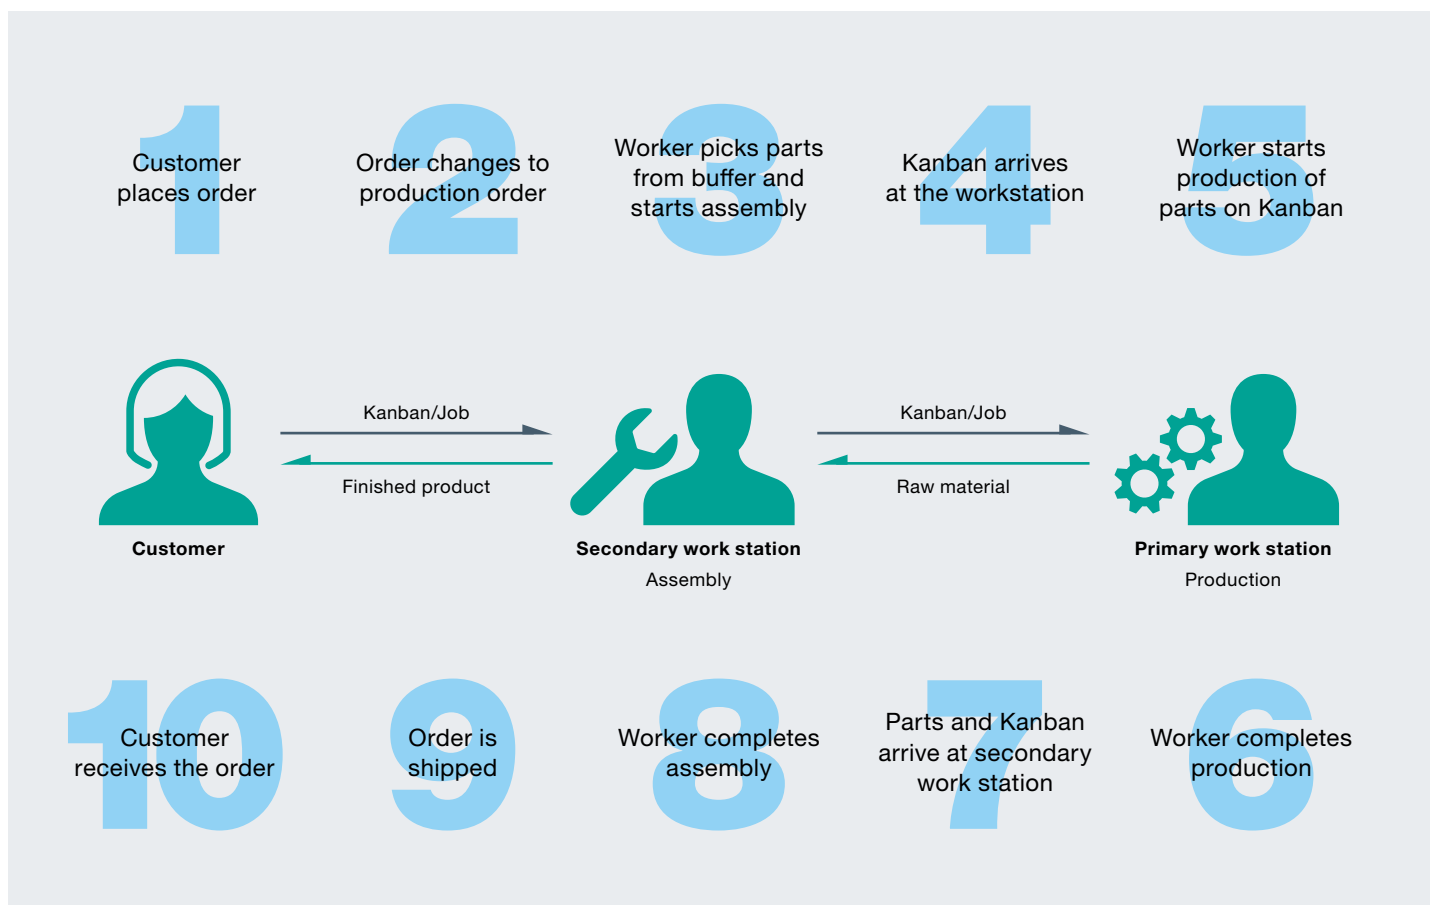 1
Customer
places order
2
Order changes to
production order
3
Worker picks parts
from buffer and
starts assembly
4
Kanban arrives
at the workstation
5
Worker starts
production of
parts on Kanban
Kanban/Job
Finished product
Kanban/Job
Raw material
Customer
Secondary work station
Assembly
Primary work station
Production
10
Customer
receives the order
9
Order is
shipped
8
Worker completes
assembly
7
Parts and Kanban
arrive at secondary
work station
6
Worker completes
production